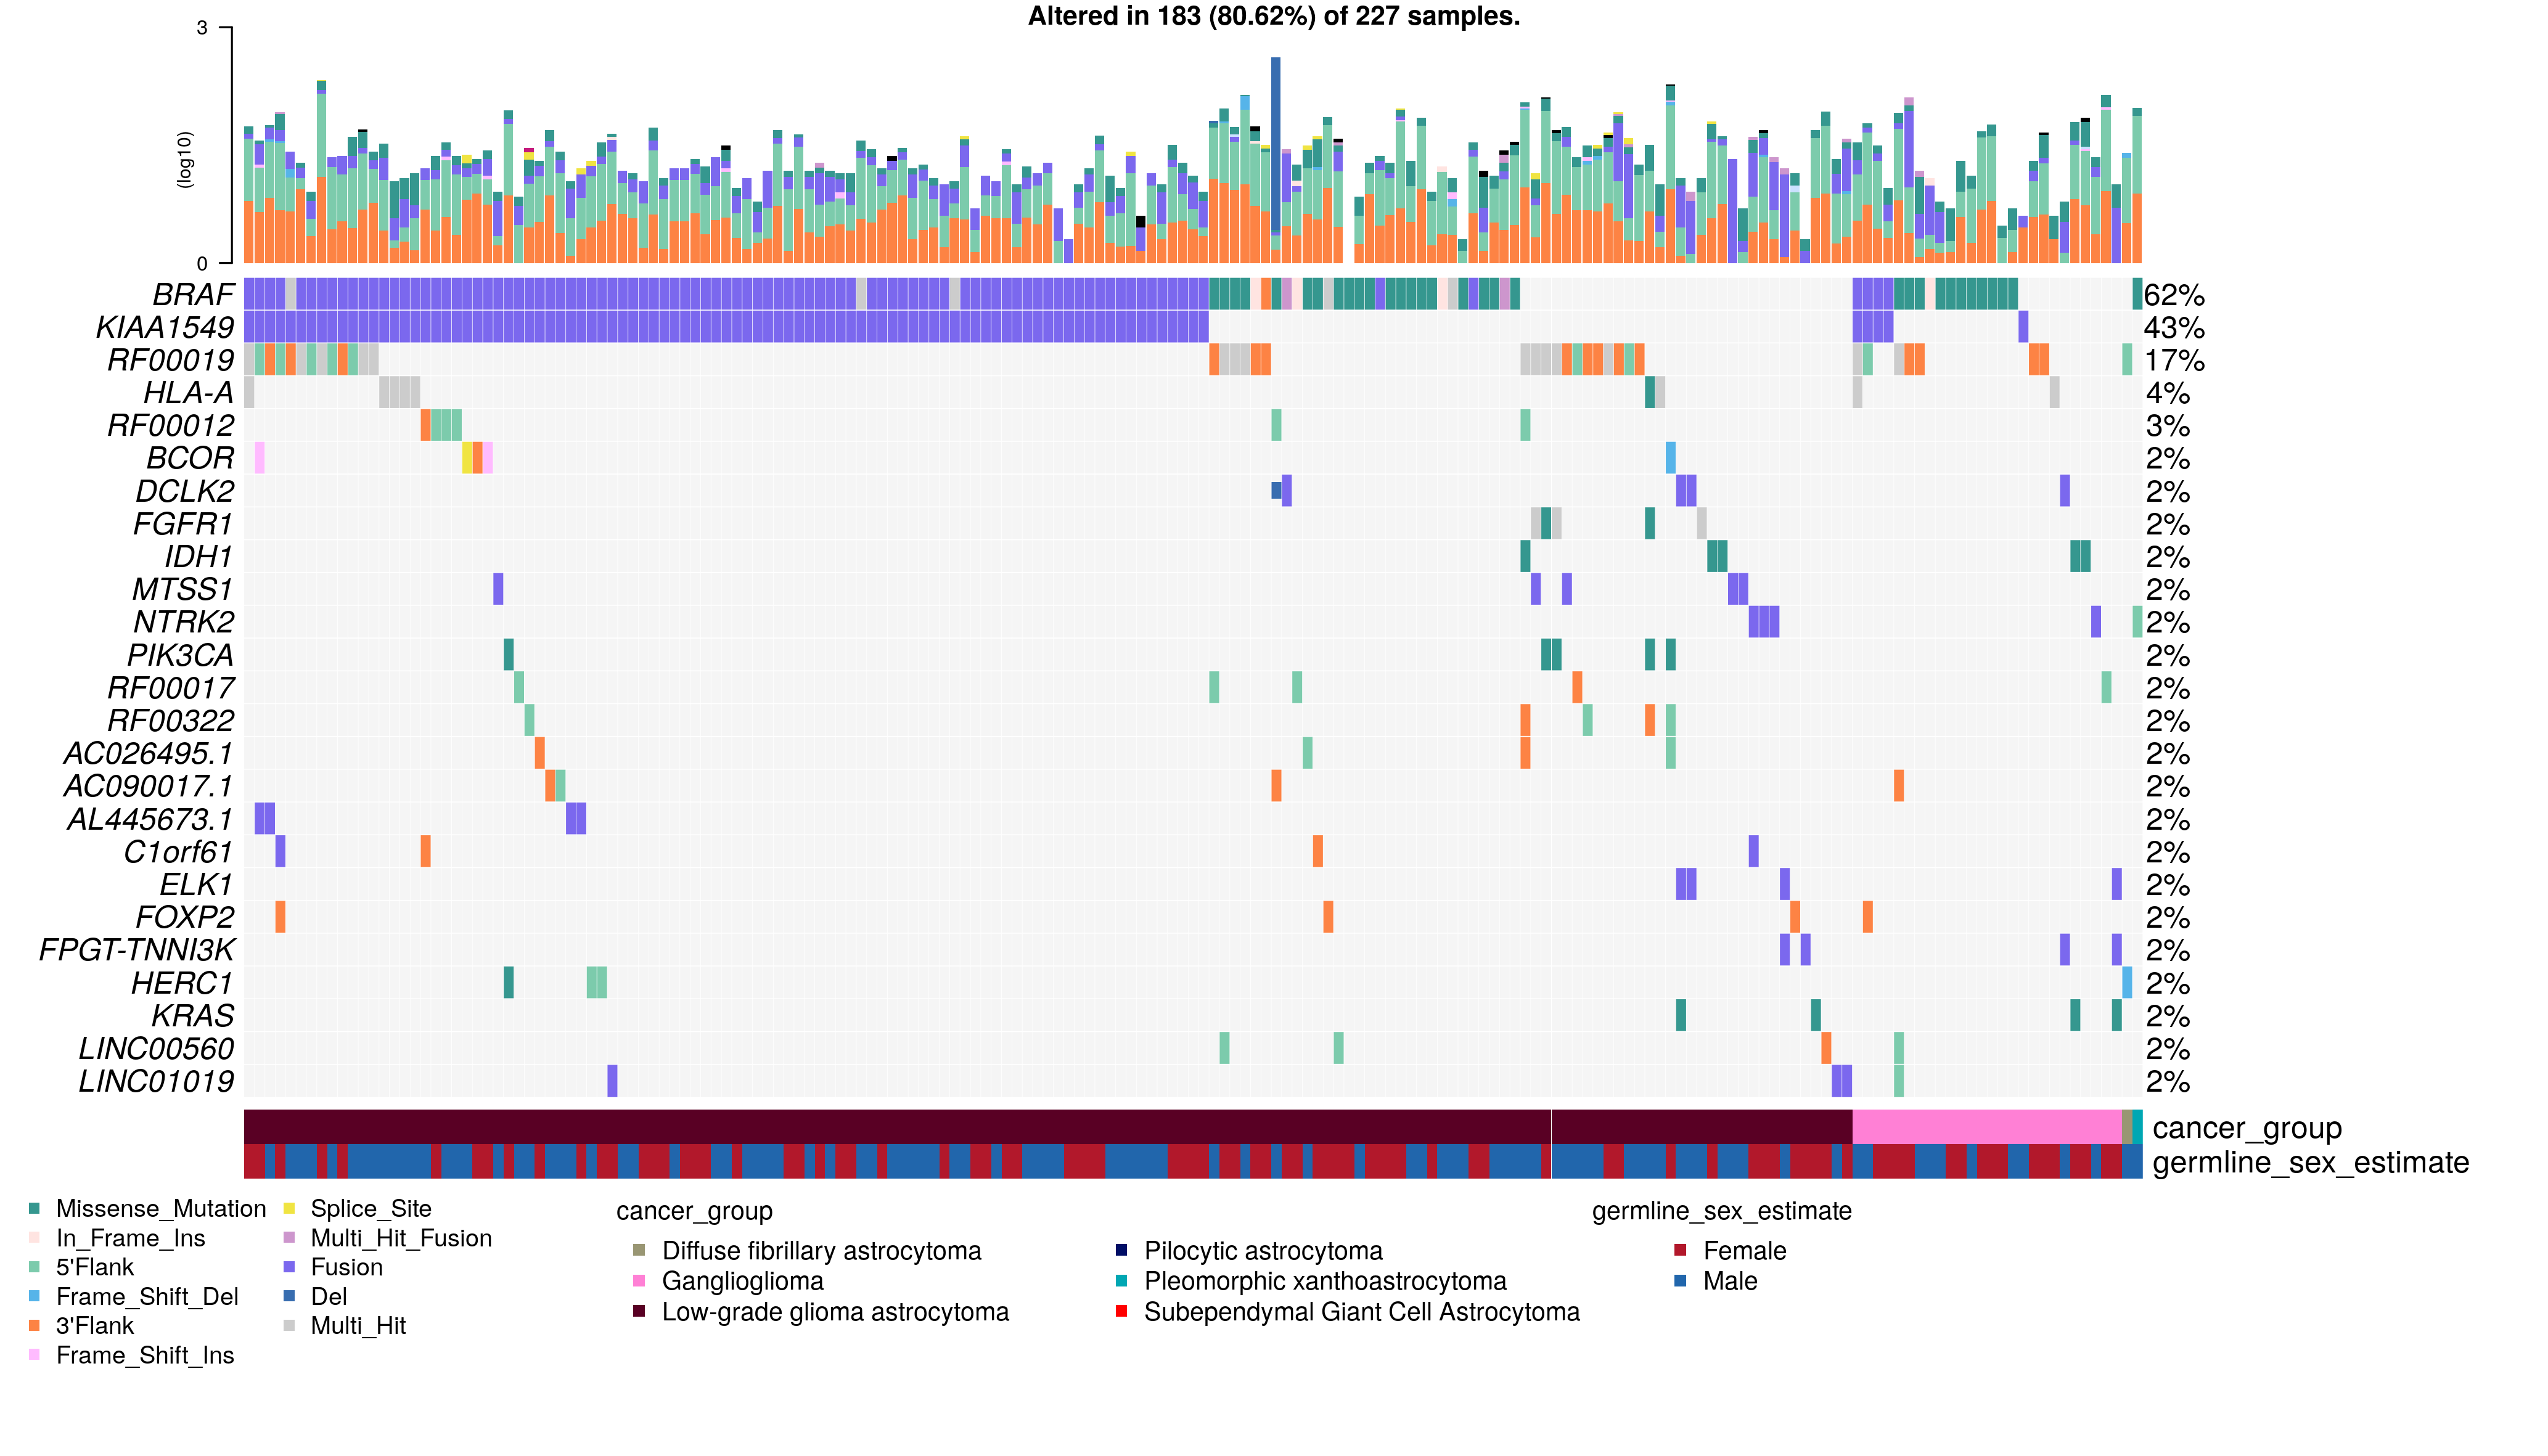 Altered in 183 (80.62%) of 227 samples.
3
(log10)
0
BRAF 62%
KIAA1549 43%
RF00019 17%
HLA-A 4%
RF00012 3%
BCOR 2%
DCLK2 2%
FGFR1 2%
IDH1 2%
MTSS1 2%
NTRK2 2%
PIK3CA 2%
RF00017 2%
RF00322 2%
AC026495.1 2%
AC090017.1 2%
AL445673.1 2%
C1orf61 2%
ELK1 2%
FOXP2 2%
FPGT-TNNI3K 2%
HERC1 2%
KRAS 2%
LINC00560 2%
LINC01019 2%
cancer_group
germline_sex_estimate
Missense_Mutation
In_Frame_Ins
5'Flank
Frame_Shift_Del
3'Flank
Frame_Shift_Ins
Splice_Site
Multi_Hit_Fusion
Fusion
Del
Multi_Hit
cancer_group
Diffuse fibrillary astrocytoma
Ganglioglioma
Low-grade glioma astrocytoma
Pilocytic astrocytoma
Pleomorphic xanthoastrocytoma
Subependymal Giant Cell Astrocytoma
germline_sex_estimate
Female
Male